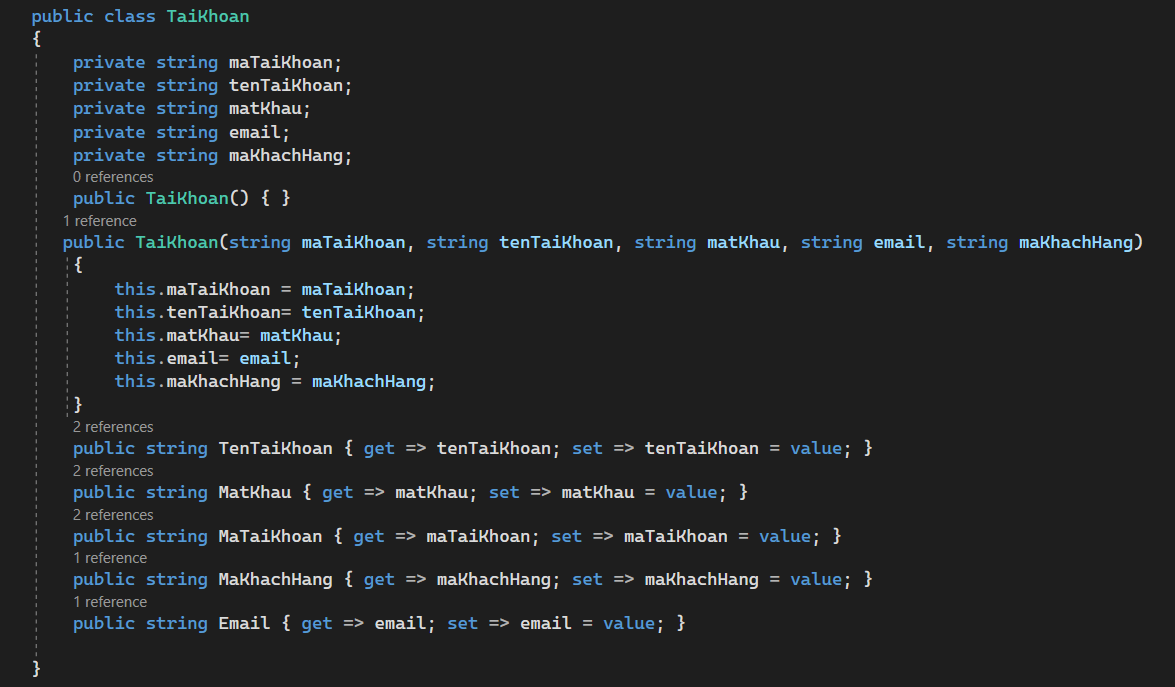 public class TaiKhoan
{
private string maTaiKhoan;
private string tenTaiKhoan;
private string matKhau;
private string email;
private string maKhachHang;
0 references
public TaiKhoan() { }
1 reference
public TaiKhoan(string maTaiKhoan, string tenTaiKhoan, string matKhau, string email, string maKhachHang)
{
this.maTaiKhoan = maTaiKhoan;
this.tenTaiKhoan= tenTaiKhoan;
this.matKhau= matKhau;
this.email= email;
this.maKhachHang = maKhachHang;
}
2 references
public string TenTaiKhoan { get => tenTaiKhoan; set => tenTaiKhoan = value; }
2 references
public string MatKhau { get => matKhau; set => matKhau = value; }
2 references
public string MaTaiKhoan { get => maTaiKhoan; set => maTaiKhoan = value; }
1 reference
public string MaKhachHang { get => maKhachHang; set => maKhachHang = value; }
1 reference
public string Email { get => email; set => email = value; }
}